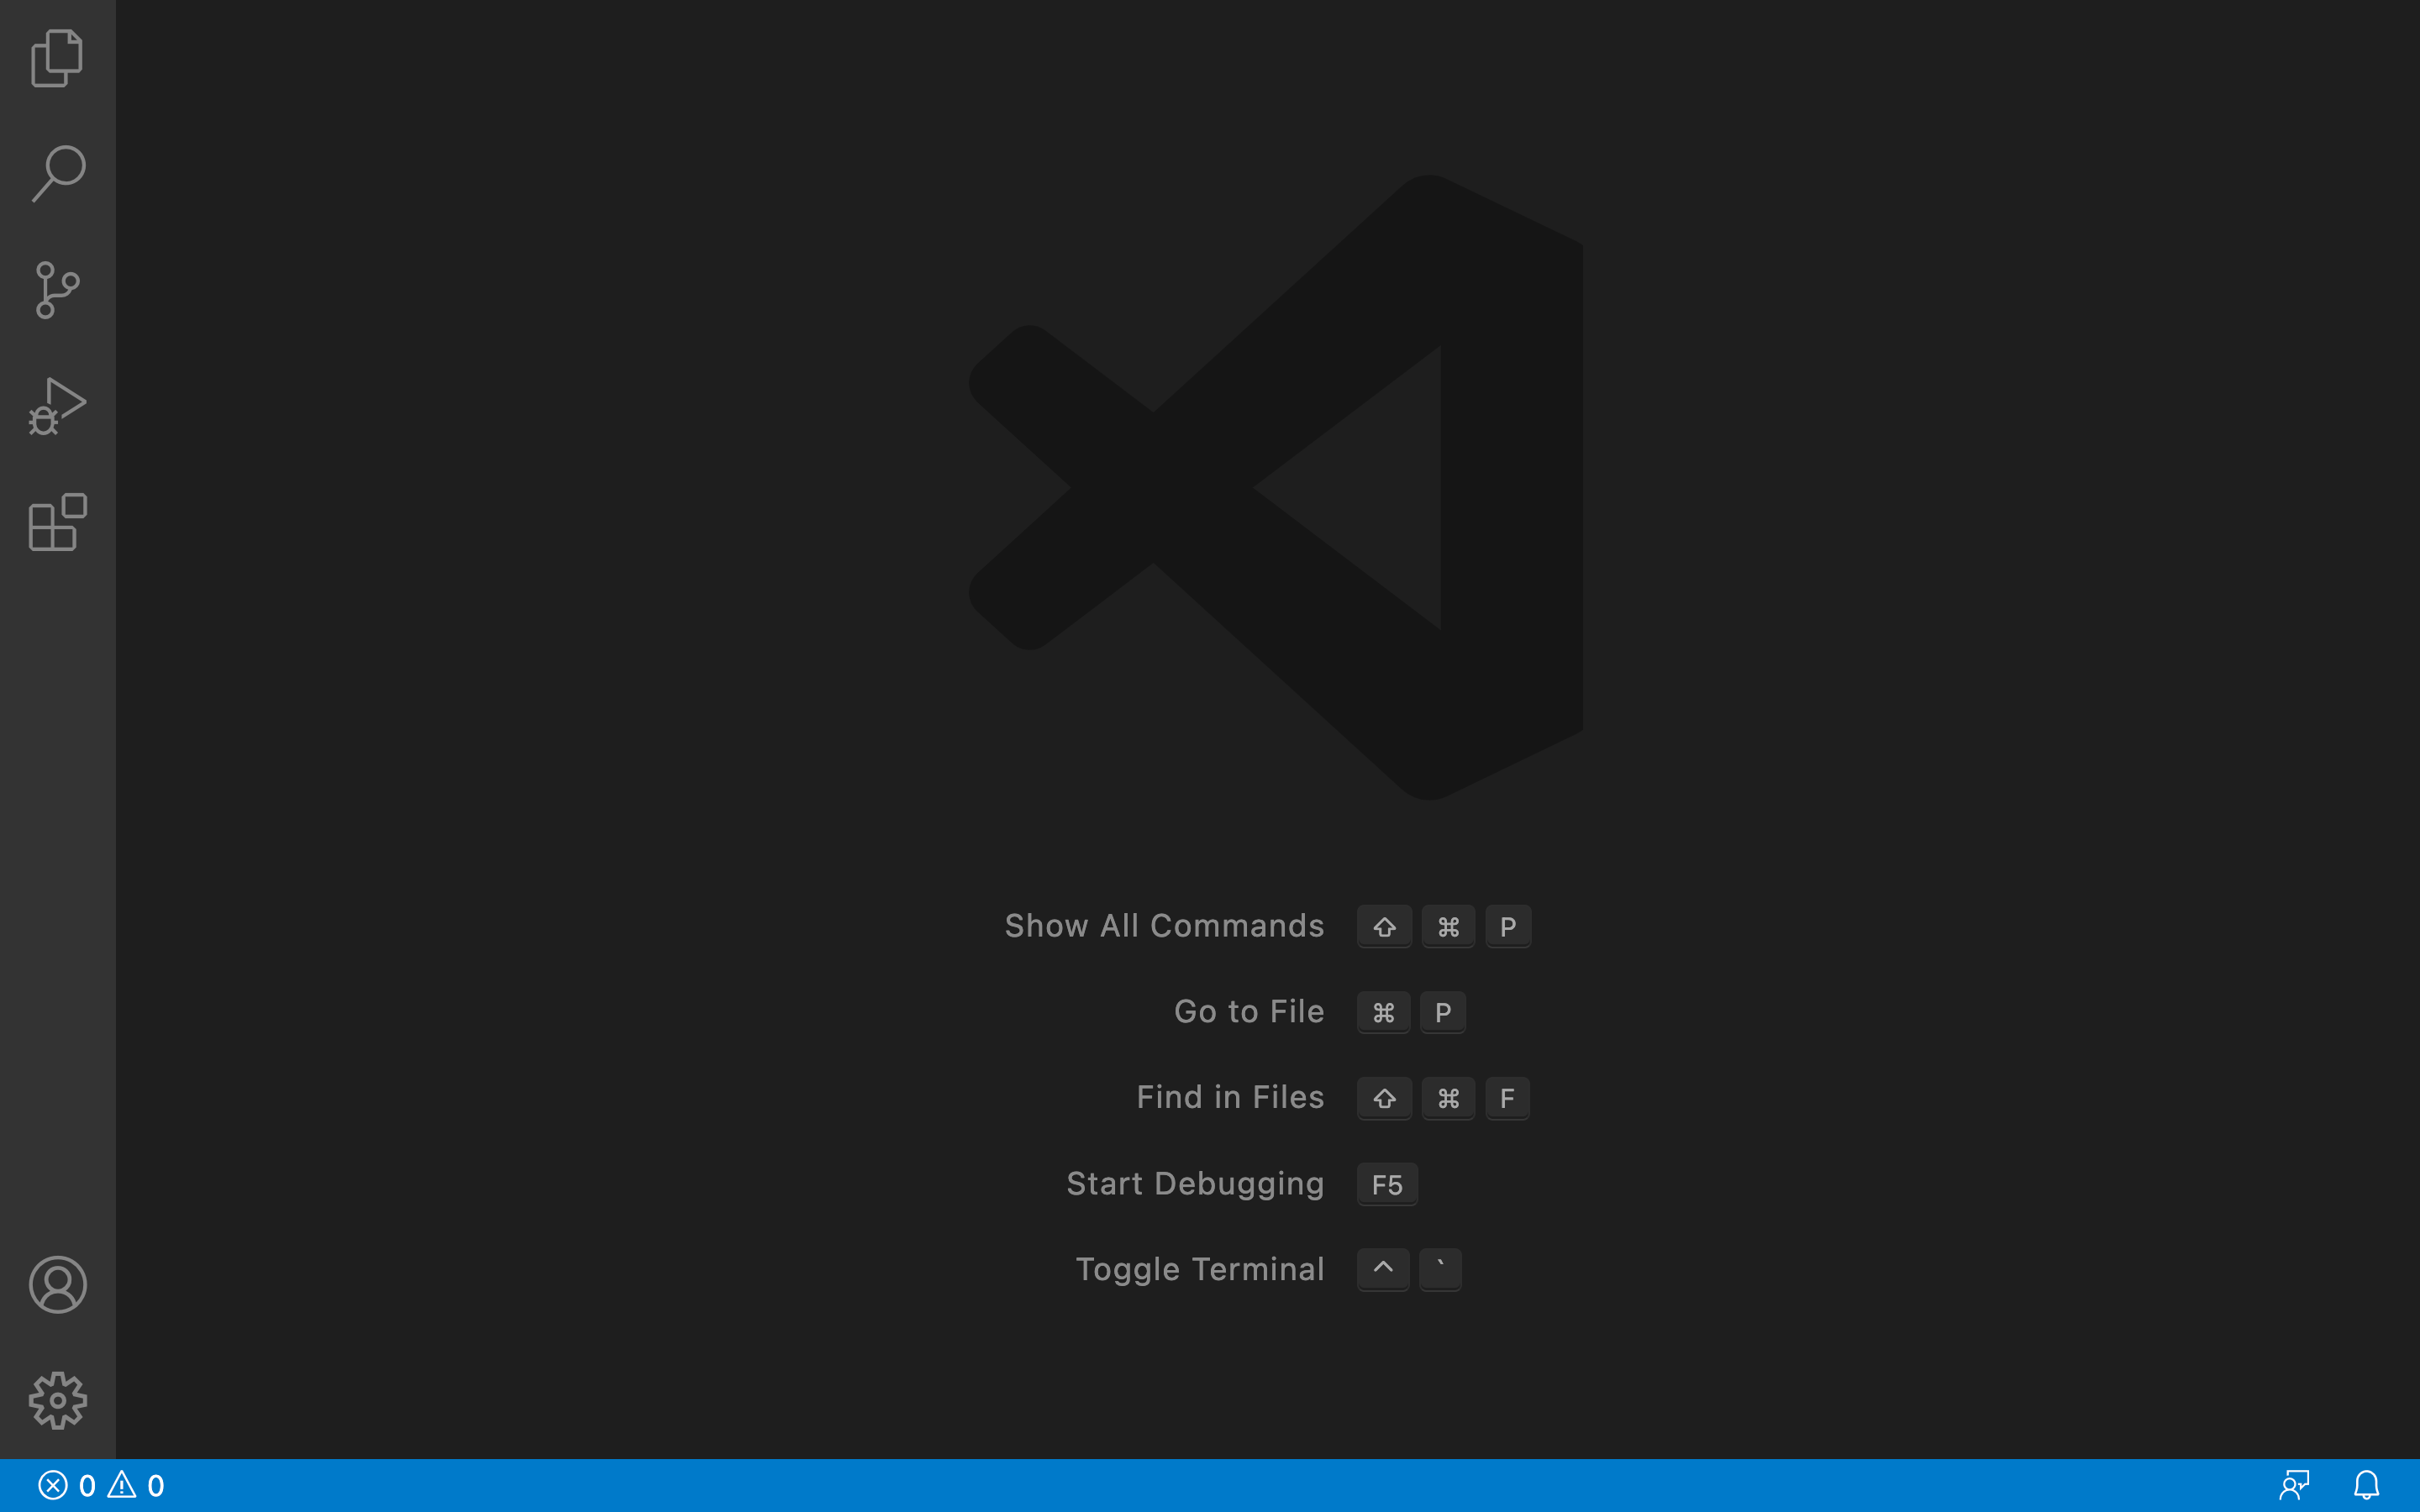 Show All Commands ⇧ ⌘ P
Go to File ⌘ P
Find in Files ⇧ ⌘ F
Start Debugging F5
Toggle Terminal ^ `
0 0